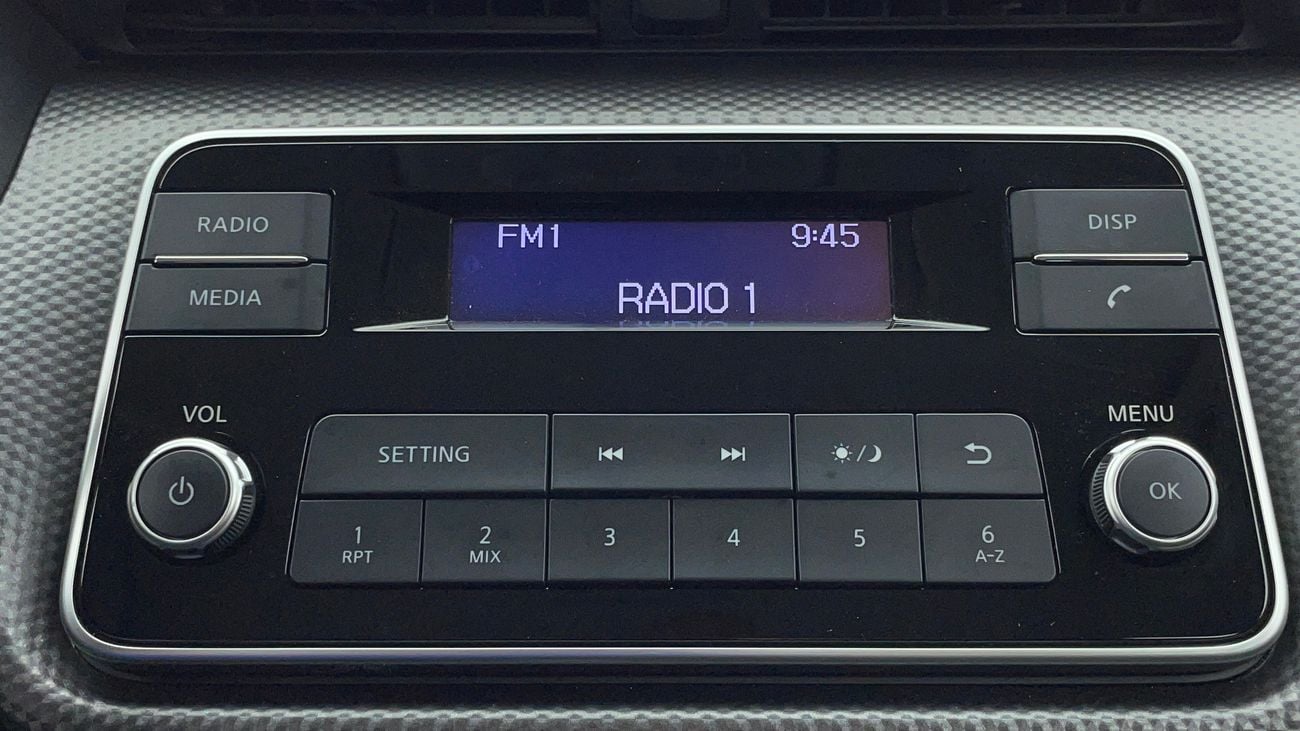 RADIO
MEDIA
FM1 9:45
RADIO 1
DISP
VOL
MENU
SETTING
OK
1 2 3 4 5 6
RPT MIX A-Z